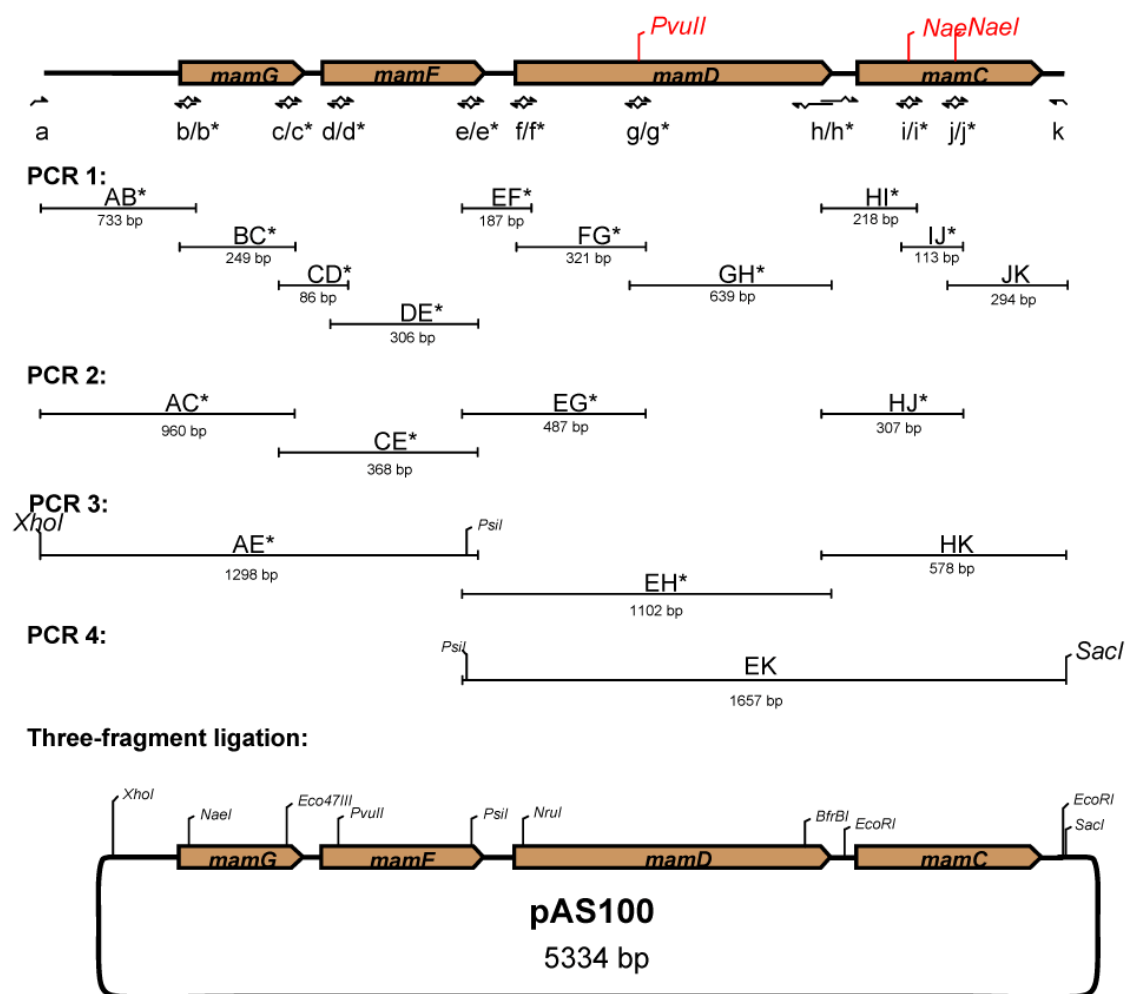 PvuII NaeNaeI
mamG mamF mamD mamC
a b/b* c/c* d/d* e/e* f/f* g/g* h/h* i/i* j/j* k
PCR 1:
AB* EF* HI*
733 bp 187 bp 218 bp
BC* FG* IJ*
249 bp 321 bp 113 bp
CD* GH* JK
86 bp 639 bp 294 bp
DE*
306 bp
PCR 2:
AC* EG* HJ*
960 bp 487 bp 307 bp
CE*
368 bp
PCR 3:
XhoI PsiI
AE* HK
1298 bp 578 bp
EH*
1102 bp
PCR 4:
PsiI SacI
EK
1657 bp
Three-fragment ligation:
XhoI Eco47III EcoRI
NaeI PvuII PsiI NruI BfrBI EcoRI SacI
mamG mamF mamD mamC
pAS100
5334 bp